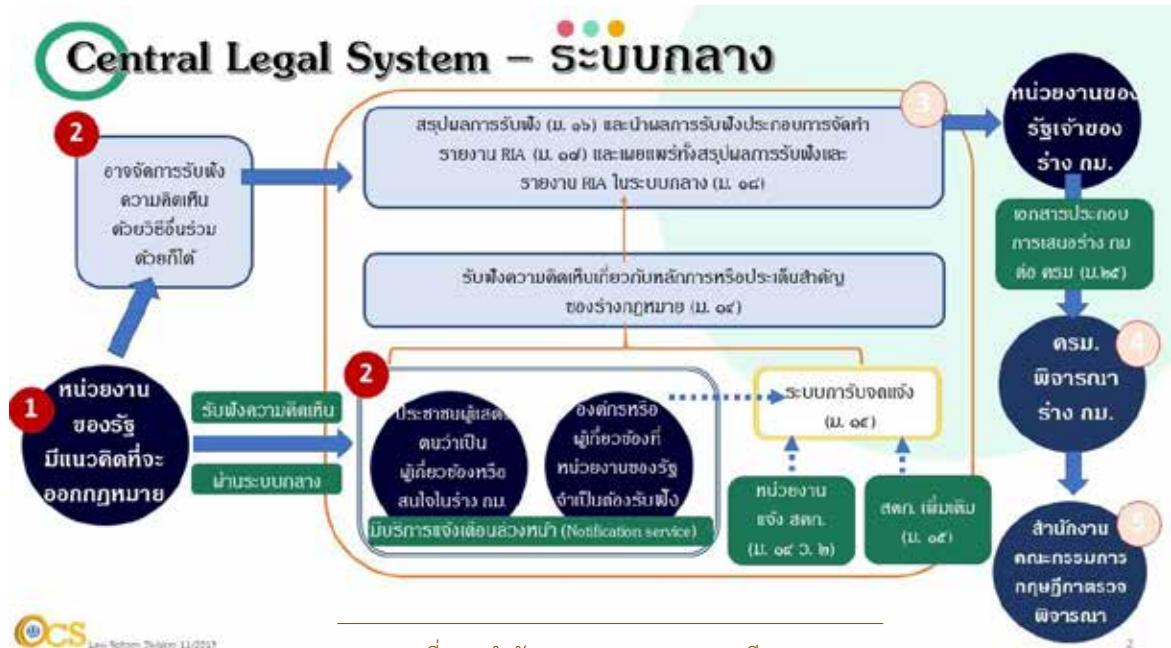 Central Legal System – ระบบกลาง
2
อาจจัดการรับฟัง
ความคิดเห็น
ด้วยวิธีอื่นร่วม
ด้วยก็ได้
1
หน่วยงาน
ของรัฐ
มีแนวคิดที่จะ
ออกกฎหมาย
รับฟังความคิดเห็น
ผ่านระบบกลาง
3
สรุปผลการรับฟัง (ม. ๑๖) และนำผลการรับฟังประกอบการจัดทำ
รายงาน RIA (ม. ๑๗) และเผยแพร่ทั้งสรุปผลการรับฟังและ
รายงาน RIA ในระบบกลาง (ม. ๑๘)
รับฟังความคิดเห็นเกี่ยวกับหลักการหรือประเด็นสำคัญ
ของร่างกฎหมาย (ม. ๑๔)
2
ประชาชนผู้แสดง
ตนว่าเป็น
ผู้เกี่ยวข้องหรือ
สนใจในร่าง กม.
องค์กรหรือ
ผู้เกี่ยวข้องที่
หน่วยงานของรัฐ
จำเป็นต้องรับฟัง
มีบริการแจ้งเตือนล่วงหน้า (Notification service)
ระบบการับจดแจ้ง
(ม. ๑๕)
หน่วยงาน
แจ้ง สคก.
(ม. ๑๔ ว. ๒)
สคก. เพิ่มเติม
(ม. ๑๕)
หน่วยงานของ
รัฐเจ้าของ
ร่าง กม.
เอกสารประกอบ
การเสนอร่าง กม
ต่อ ครม (ม.๒๕)
4
ครม.
พิจารณา
ร่าง กม.
5
สำนักงาน
คณะกรรมการ
กฤษฎีกาตรวจ
พิจารณา
OCS
Law Reform Division 11/2019
2